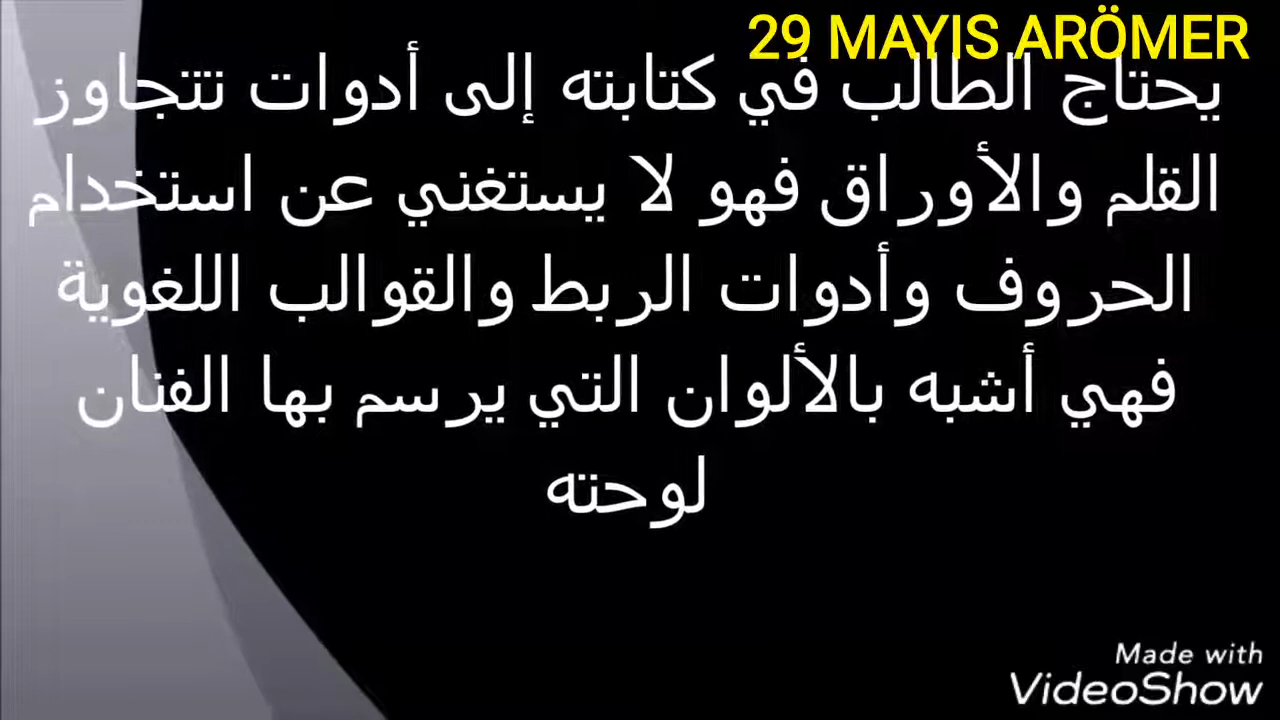 29 MAYIS ARÖMER
يحتاج الطالب في كتابته إلى أدوات تتجاوز
القلم والأوراق فهو لا يستغني عن استخدام
الحروف وأدوات الربط والقوالب اللغوية
فهي أشبه بالألوان التي يرسم بها الفنان
لوحته
Made with
VideoShow